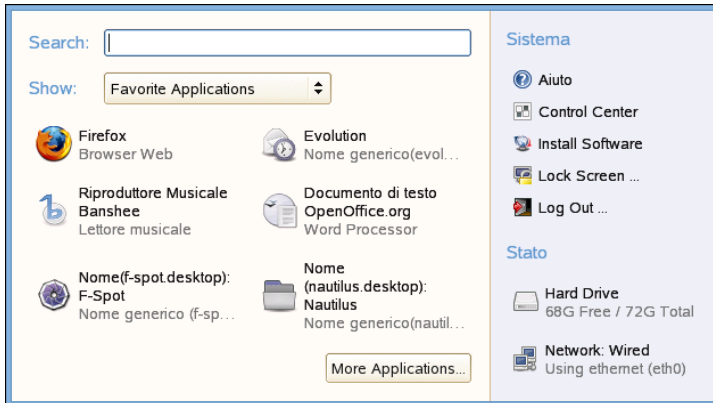 Search:
Show:
Favorite Applications
Firefox
Browser Web
Evolution
Nome generico(evol...
Riproduttore Musicale
Banshee
Lettore musicale
Documento di testo
OpenOffice.org
Word Processor
Nome(f-spot.desktop):
F-Spot
Nome generico (f-sp...
Nome
(nautilus.desktop):
Nautilus
Nome generico(nautil...
More Applications...
Sistema
Aiuto
Control Center
Install Software
Lock Screen ...
Log Out ...
Stato
Hard Drive
68G Free / 72G Total
Network: Wired
Using ethernet (eth0)